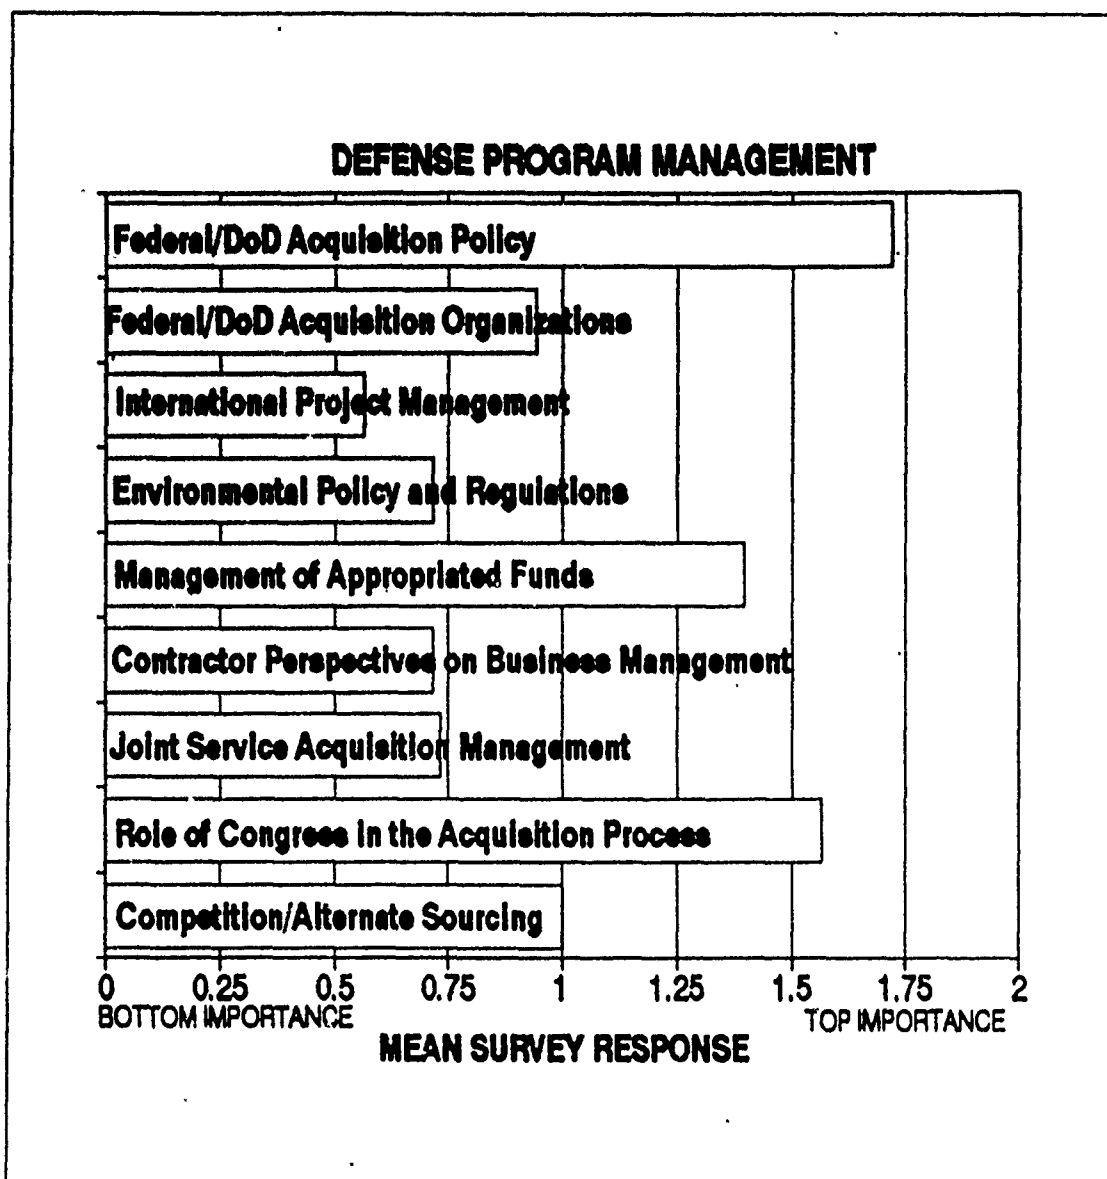 DEFENSE PROGRAM MANAGEMENT
Federal/DoD Acquisition Policy
Federal/DoD Acquisition Organizations
International Project Management
Environmental Policy and Regulations
Management of Appropriated Funds
Contractor Perspectives on Business Management
Joint Service Acquisition Management
Role of Congress in the Acquisition Process
Competition/Alternate Sourcing
0 0.25 0.5 0.75 1 1.25 1.5 1.75 2
BOTTOM IMPORTANCE TOP IMPORTANCE
MEAN SURVEY RESPONSE